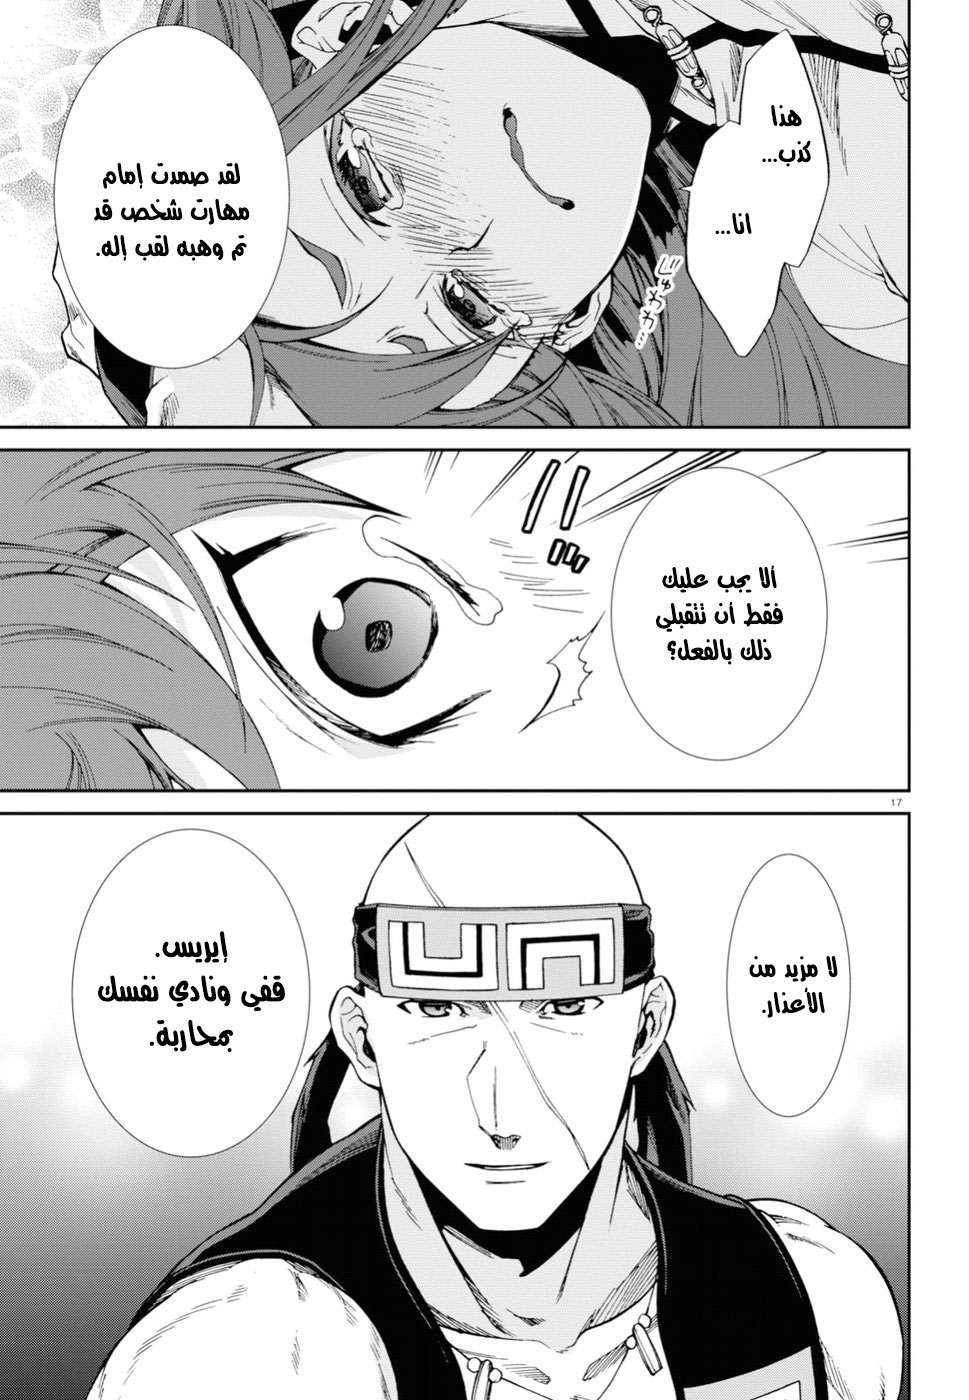 هذا
كذب...
انا...
لقد صمدت إمام
مهارت شخص قد
تم وهبه لقب إله.
ألا يجب عليك
فقط أن تتقبلي
ذلك بالفعل؟
17
لا مزيد من
الأعذار.
إيريس.
قفي ونادي نفسك
بمحاربة.